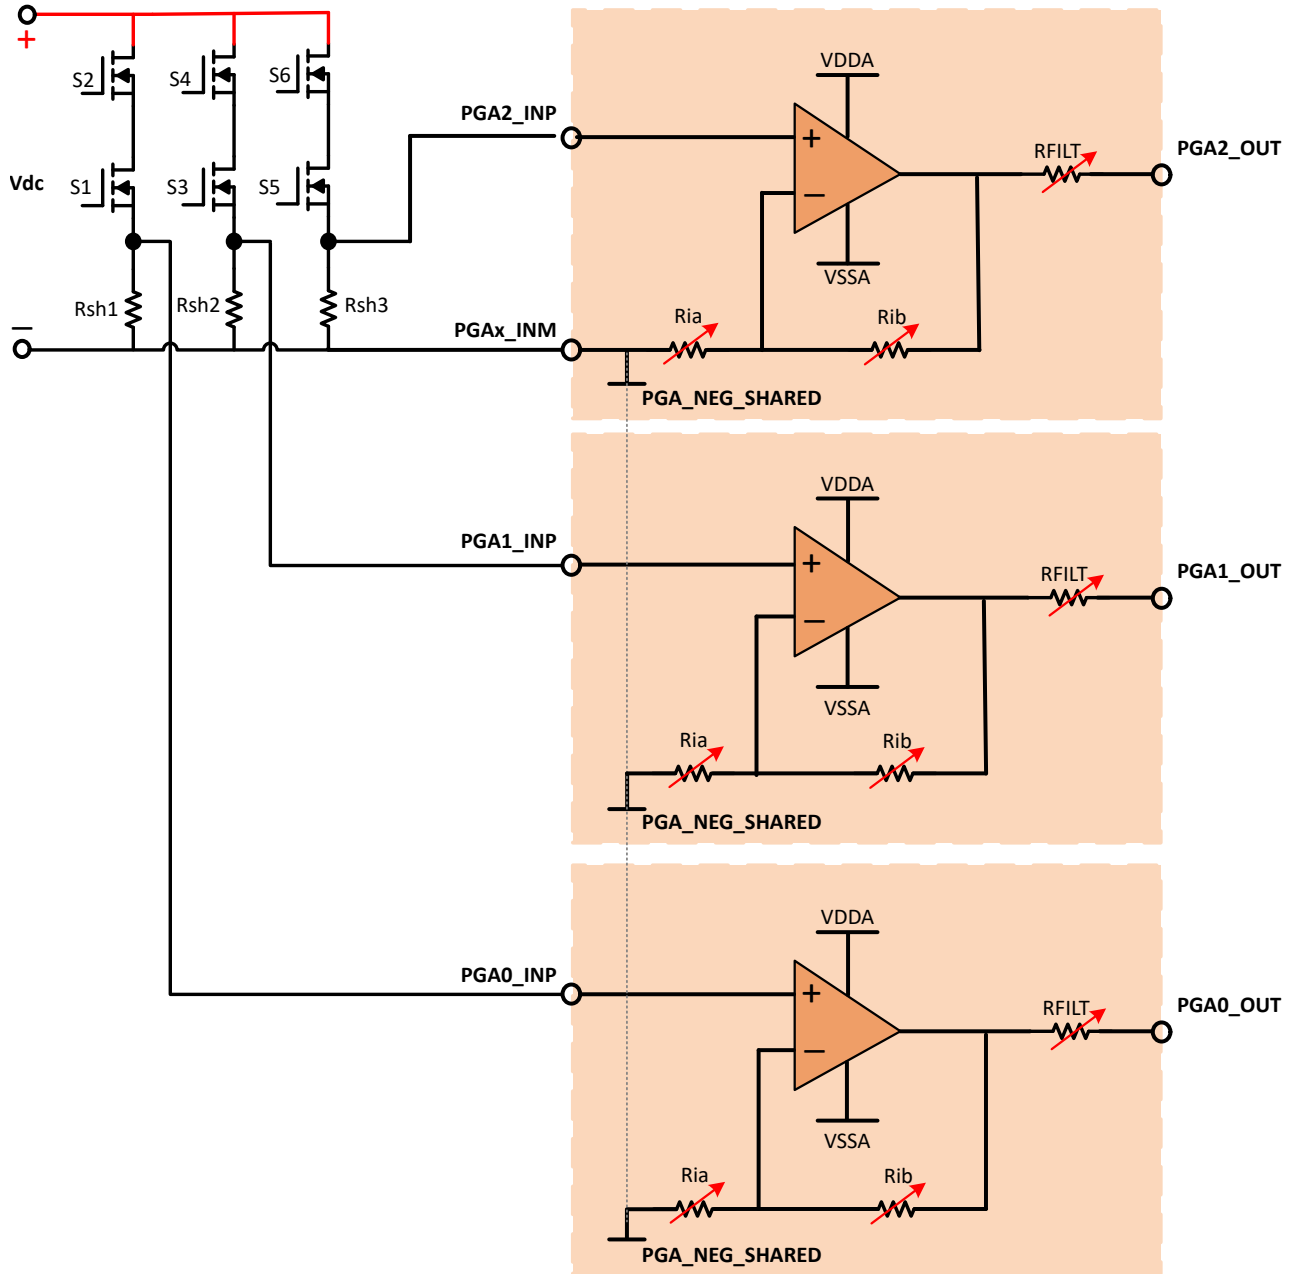 +
S2
S4
S6
Vdc
S1
S3
S5
Rsh1
Rsh2
Rsh3
−
PGA2_INP
PGAx_INM
VDDA
+
−
VSSA
RFILT
PGA2_OUT
Ria
Rib
PGA_NEG_SHARED
PGA1_INP
VDDA
+
−
VSSA
RFILT
PGA1_OUT
Ria
Rib
PGA_NEG_SHARED
PGA0_INP
VDDA
+
−
VSSA
RFILT
PGA0_OUT
Ria
Rib
PGA_NEG_SHARED